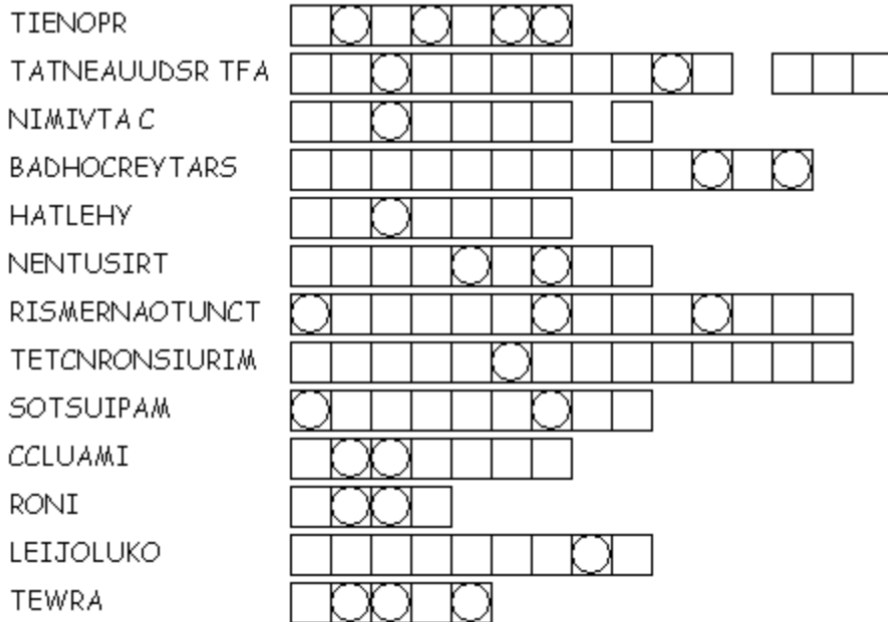 TIENOPR
TATNEAUUDSR TFA
NIMIVTA C
BADHOCREYTARS
HATLEHY
NENTUSIRT
RISMERNAOTUNCT
TETCNRONSIURIM
SOTSUIPAM
CCLUAMI
RONI
LEIJOLUKO
TEWRA